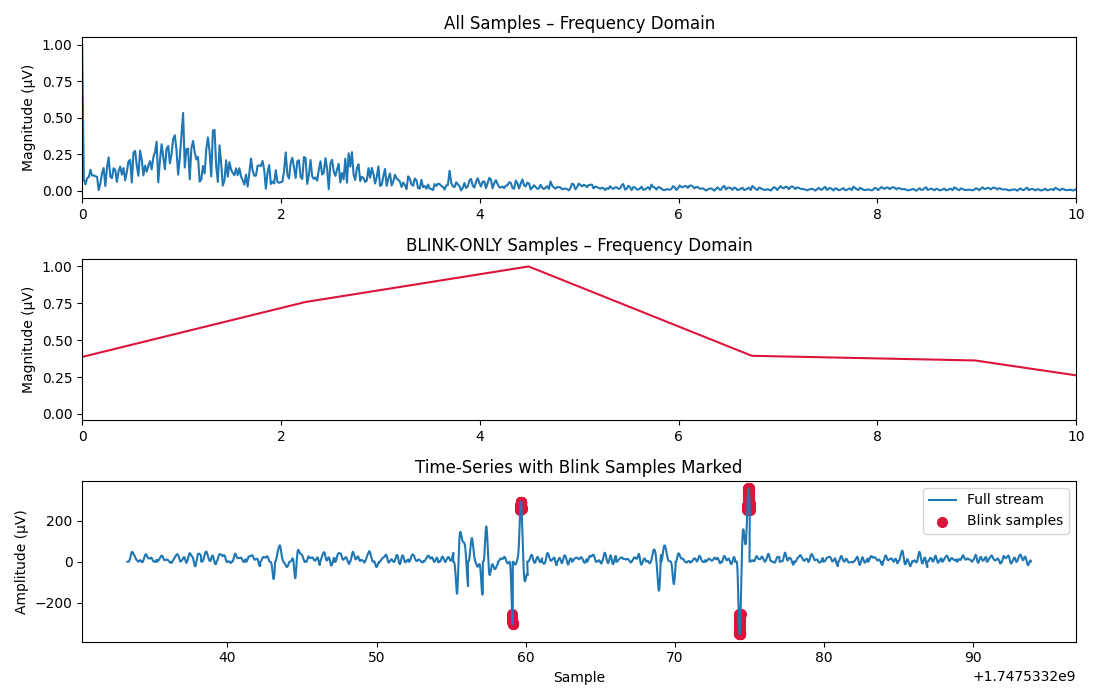 All Samples – Frequency Domain
Magnitude (µV)
1.00
0.75
0.50
0.25
0.00
0 2 4 6 8 10
BLINK-ONLY Samples – Frequency Domain
Magnitude (µV)
1.00
0.75
0.50
0.25
0.00
0 2 4 6 8 10
Time-Series with Blink Samples Marked
Amplitude (µV)
200
0
−200
Full stream
Blink samples
40 50 60 70 80 90
Sample
+1.7475332e9